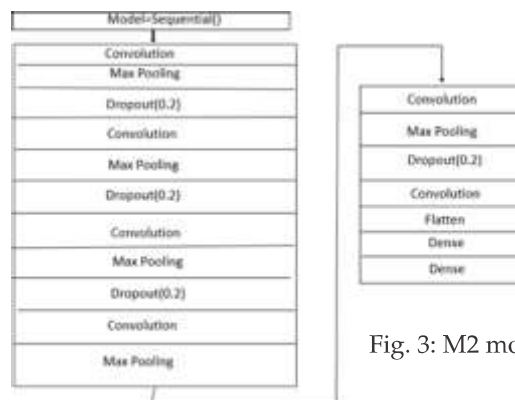 Model=Sequential()
Convolution
Max Pooling
Dropout(0.2)
Convolution
Max Pooling
Dropout(0.2)
Convolution
Max Pooling
Dropout(0.2)
Convolution
Max Pooling
Convolution
Max Pooling
Dropout(0.2)
Convolution
Flatten
Dense
Dense
Fig. 3: M2 mo